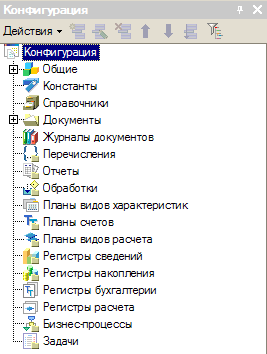 Конфигурация
Действия
Конфигурация
Общие
Константы
Справочники
Документы
Журналы документов
Перечисления
Отчеты
Обработки
Планы видов характеристик
Планы счетов
Планы видов расчета
Регистры сведений
Регистры накопления
Регистры бухгалтерии
Регистры расчета
Бизнес-процессы
Задачи